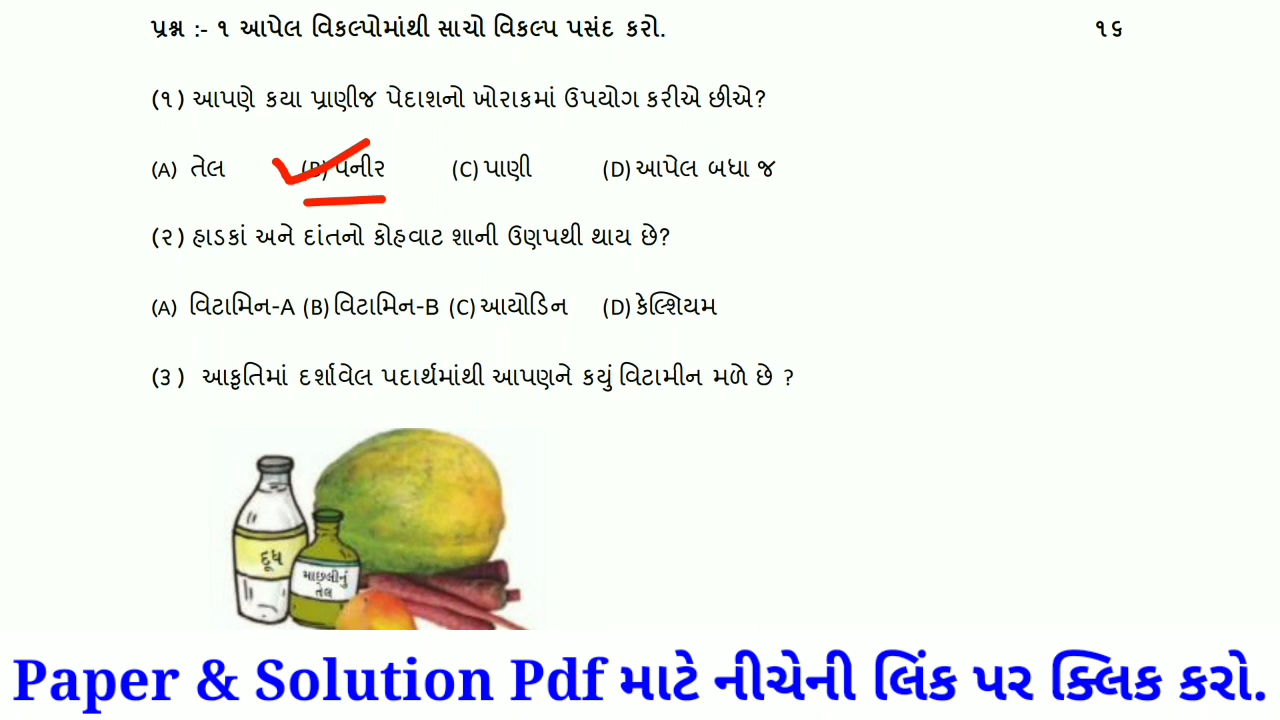 પ્રશ્ન :- ૧ આપેલ વિકલ્પોમાંથી સાચો વિકલ્પ પસંદ કરો. ૧૬
(૧) આપણે કયા પ્રાણીજ પેદાશનો ખોરાકમાં ઉપયોગ કરીએ છીએ?
(A) તેલ (B) પનીર (C) પાણી (D) આપેલ બધા જ
(૨) હાડકાં અને દાંતનો કોહવાટ શાની ઉણપથી થાય છે?
(A) વિટામિન-A (B) વિટામિન-B (C) આયોડિન (D) કેલ્શિયમ
(૩) આકૃતિમાં દર્શાવેલ પદાર્થમાંથી આપણને કયું વિટામીન મળે છે ?
દૂધ
માછલીનું
તેલ
Paper & Solution Pdf માટે નીચેની લિંક પર ક્લિક કરો.